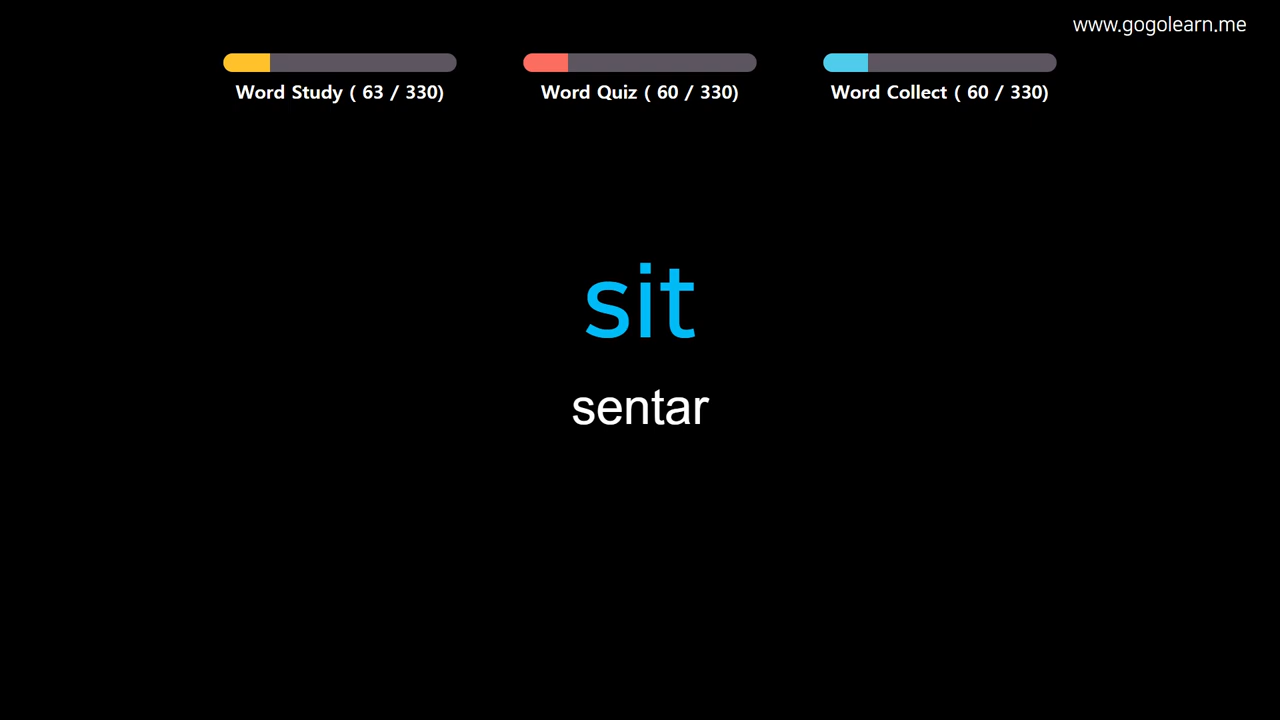 www.gogolearn.me
Word Study ( 63 / 330)
Word Quiz ( 60 / 330)
Word Collect ( 60 / 330)
sit
sentar